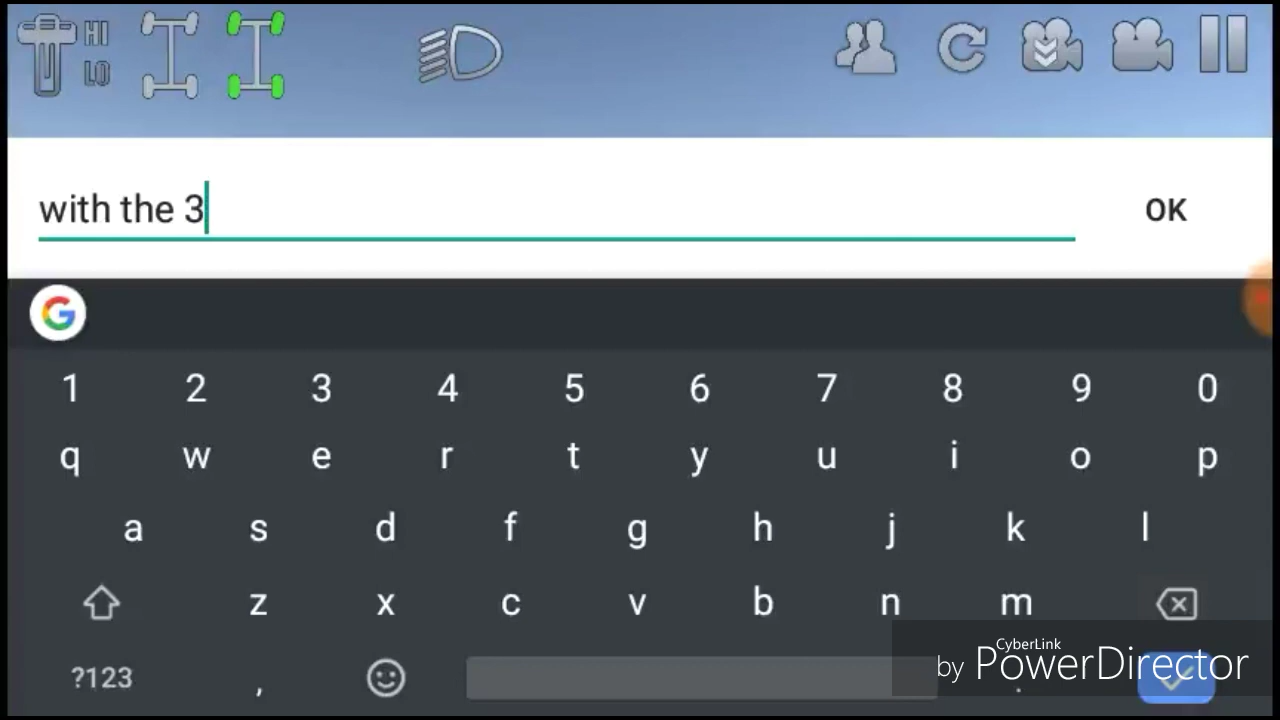 HI
LO
with the 3
OK
G
1 2 3 4 5 6 7 8 9 0
q w e r t y u i o p
a s d f g h j k l
z x c v b n m
?123 , .
by CyberLink PowerDirector